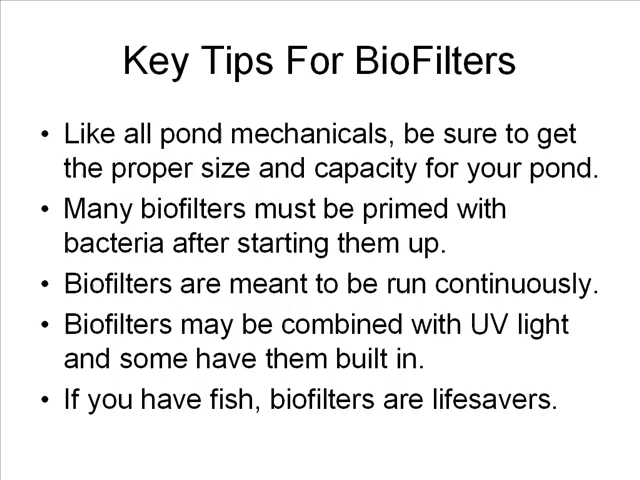 Key Tips For BioFilters
• Like all pond mechanicals, be sure to get
the proper size and capacity for your pond.
• Many biofilters must be primed with
bacteria after starting them up.
• Biofilters are meant to be run continuously.
• Biofilters may be combined with UV light
and some have them built in.
• If you have fish, biofilters are lifesavers.